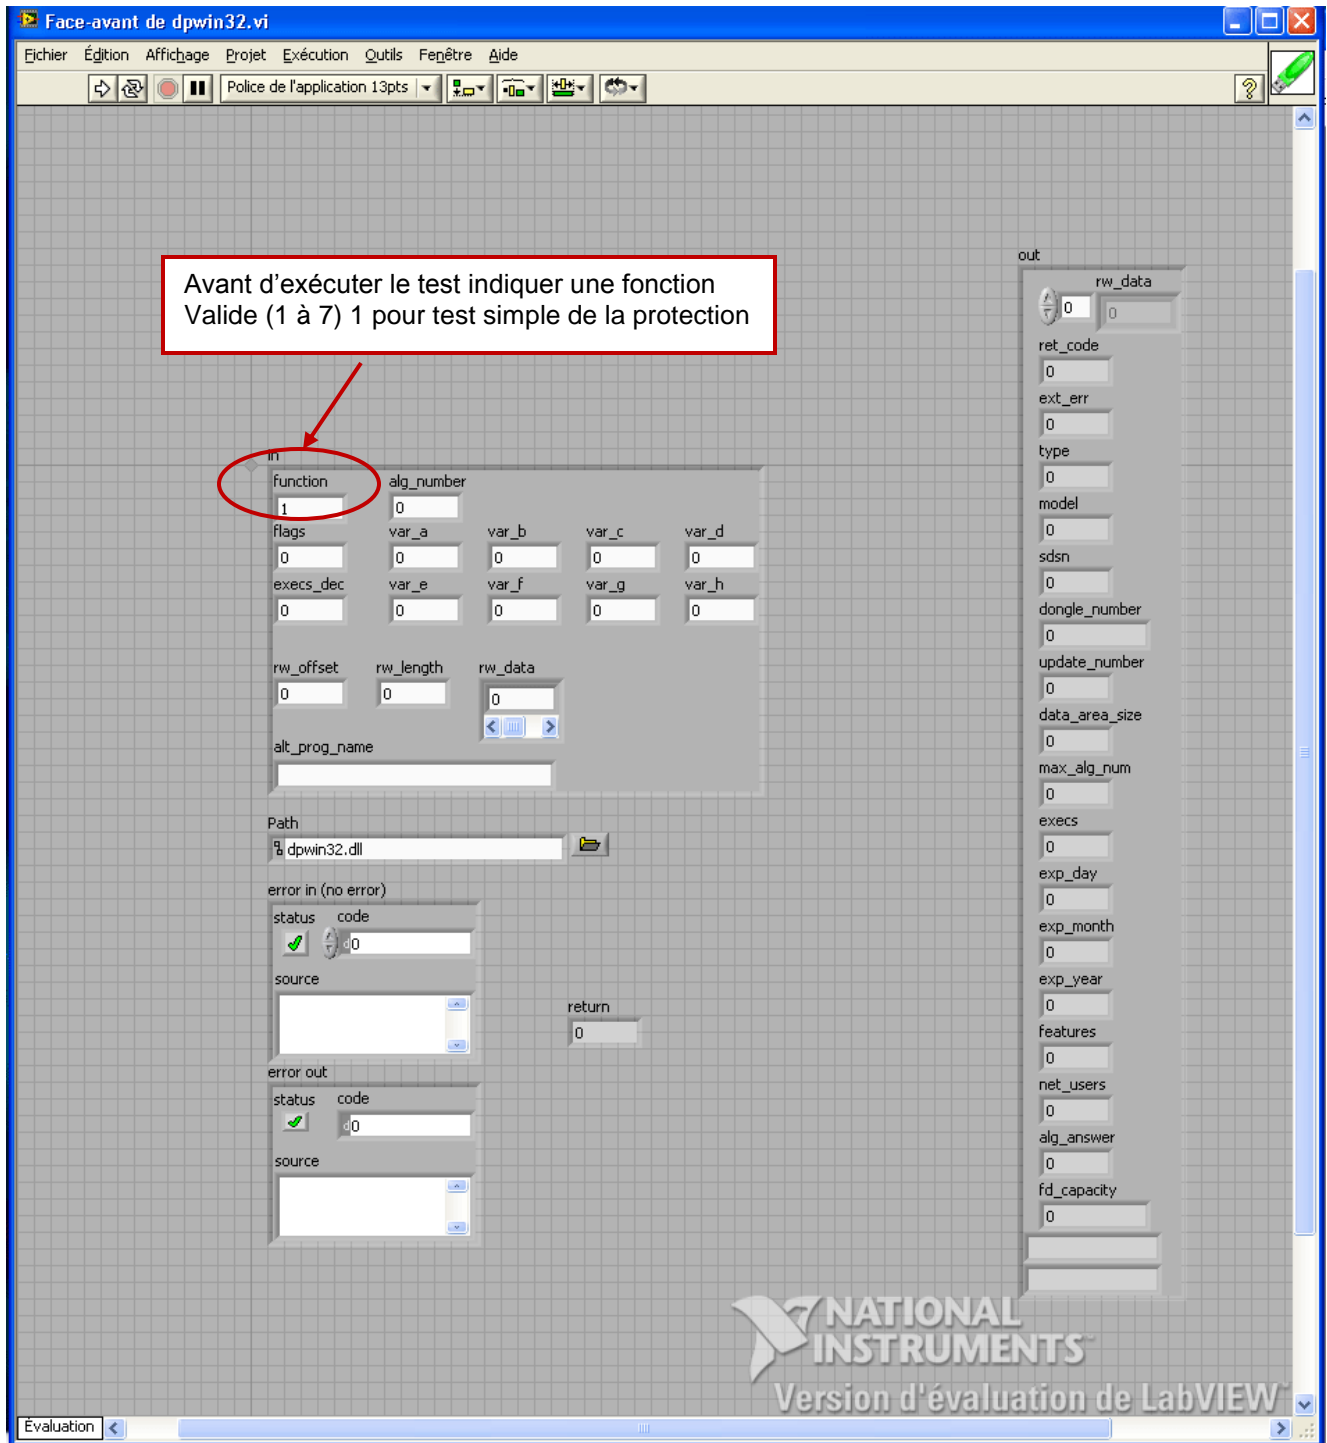 Face-avant de dpwin32.vi
Fichier Édition Affichage Projet Exécution Outils Fenêtre Aide
Police de l'application 13pts
?
Avant d’exécuter le test indiquer une fonction
Valide (1 à 7) 1 pour test simple de la protection
in
function alg_number
1 0
flags var_a var_b var_c var_d
0 0 0 0 0
execs_dec var_e var_f var_g var_h
0 0 0 0 0
rw_offset rw_length rw_data
0 0 0
alt_prog_name
Path
dpwin32.dll
error in (no error)
status code
d0
source
return
0
error out
status code
d0
source
out
rw_data
0 0
ret_code
0
ext_err
0
type
0
model
0
sdsn
0
dongle_number
0
update_number
0
data_area_size
0
max_alg_num
0
execs
0
exp_day
0
exp_month
0
exp_year
0
features
0
net_users
0
alg_answer
0
fd_capacity
0
NATIONAL
INSTRUMENTS
Version d'évaluation de LabVIEW
Évaluation